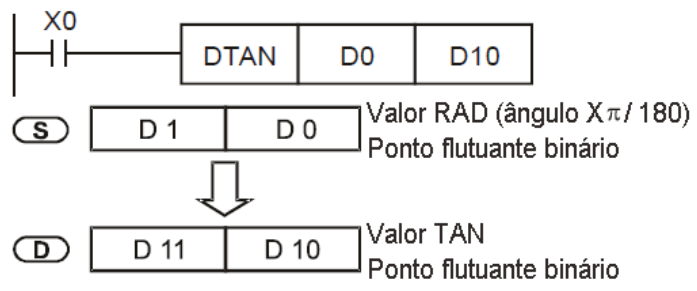 X0
DTAN D0 D10
S D 1 D 0 Valor RAD (ângulo Xπ/ 180)
Ponto flutuante binário
D D 11 D 10 Valor TAN
Ponto flutuante binário